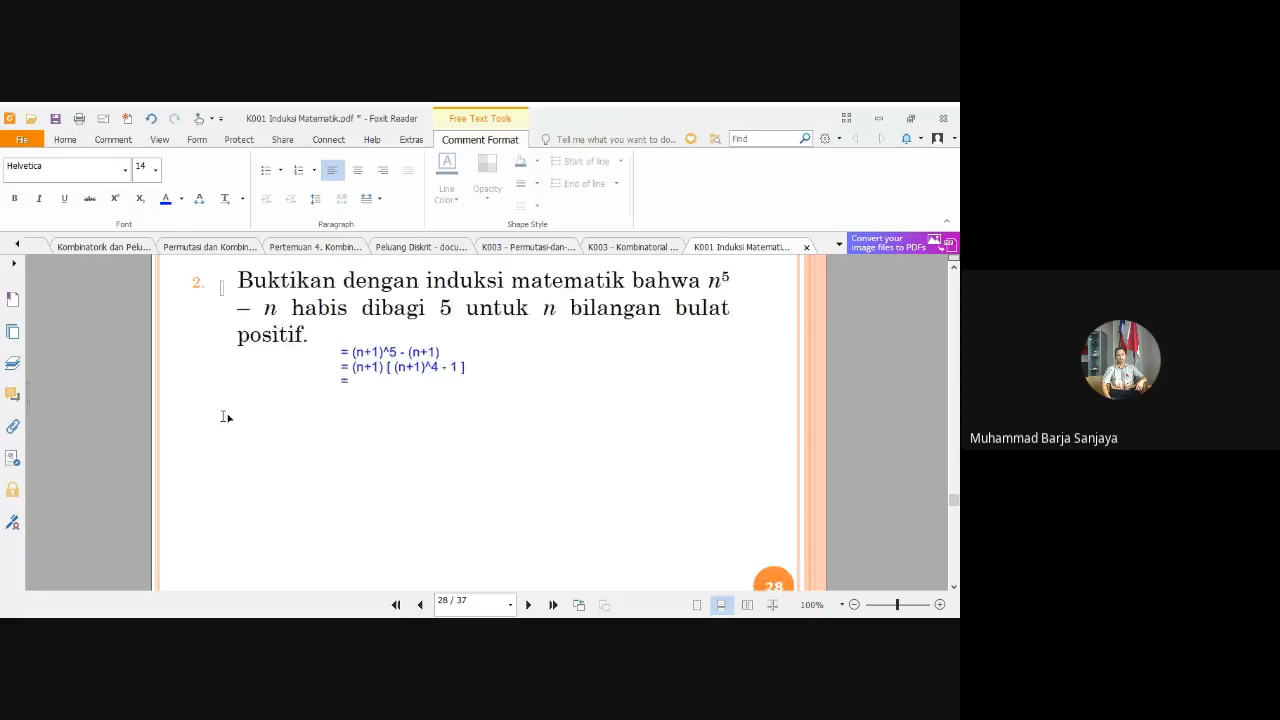 K001 Induksi Matematik.pdf * - Foxit Reader
Free Text Tools
File
Home
Comment
View
Form
Protect
Share
Connect
Help
Extras
Comment Format
Tell me what you want to do..
Find
Helvetica
14
Start of line
End of line
Line Color
Opacity
Font
Paragraph
Shape Style
Kombinatorik dan Pelu...
Permutasi dan Kombin...
Pertemuan 4. Kombin...
Peluang Diskrit - docu...
K003 - Permutasi-dan-...
K003 - Kombinatorial ...
K001 Induksi Matemati...
Convert your
image files to PDFs
2. Buktikan dengan induksi matematik bahwa n⁵
– n habis dibagi 5 untuk n bilangan bulat
positif.
= (n+1)^5 - (n+1)
= (n+1) [ (n+1)^4 - 1 ]
=
28
28 / 37
100%
Muhammad Barja Sanjaya